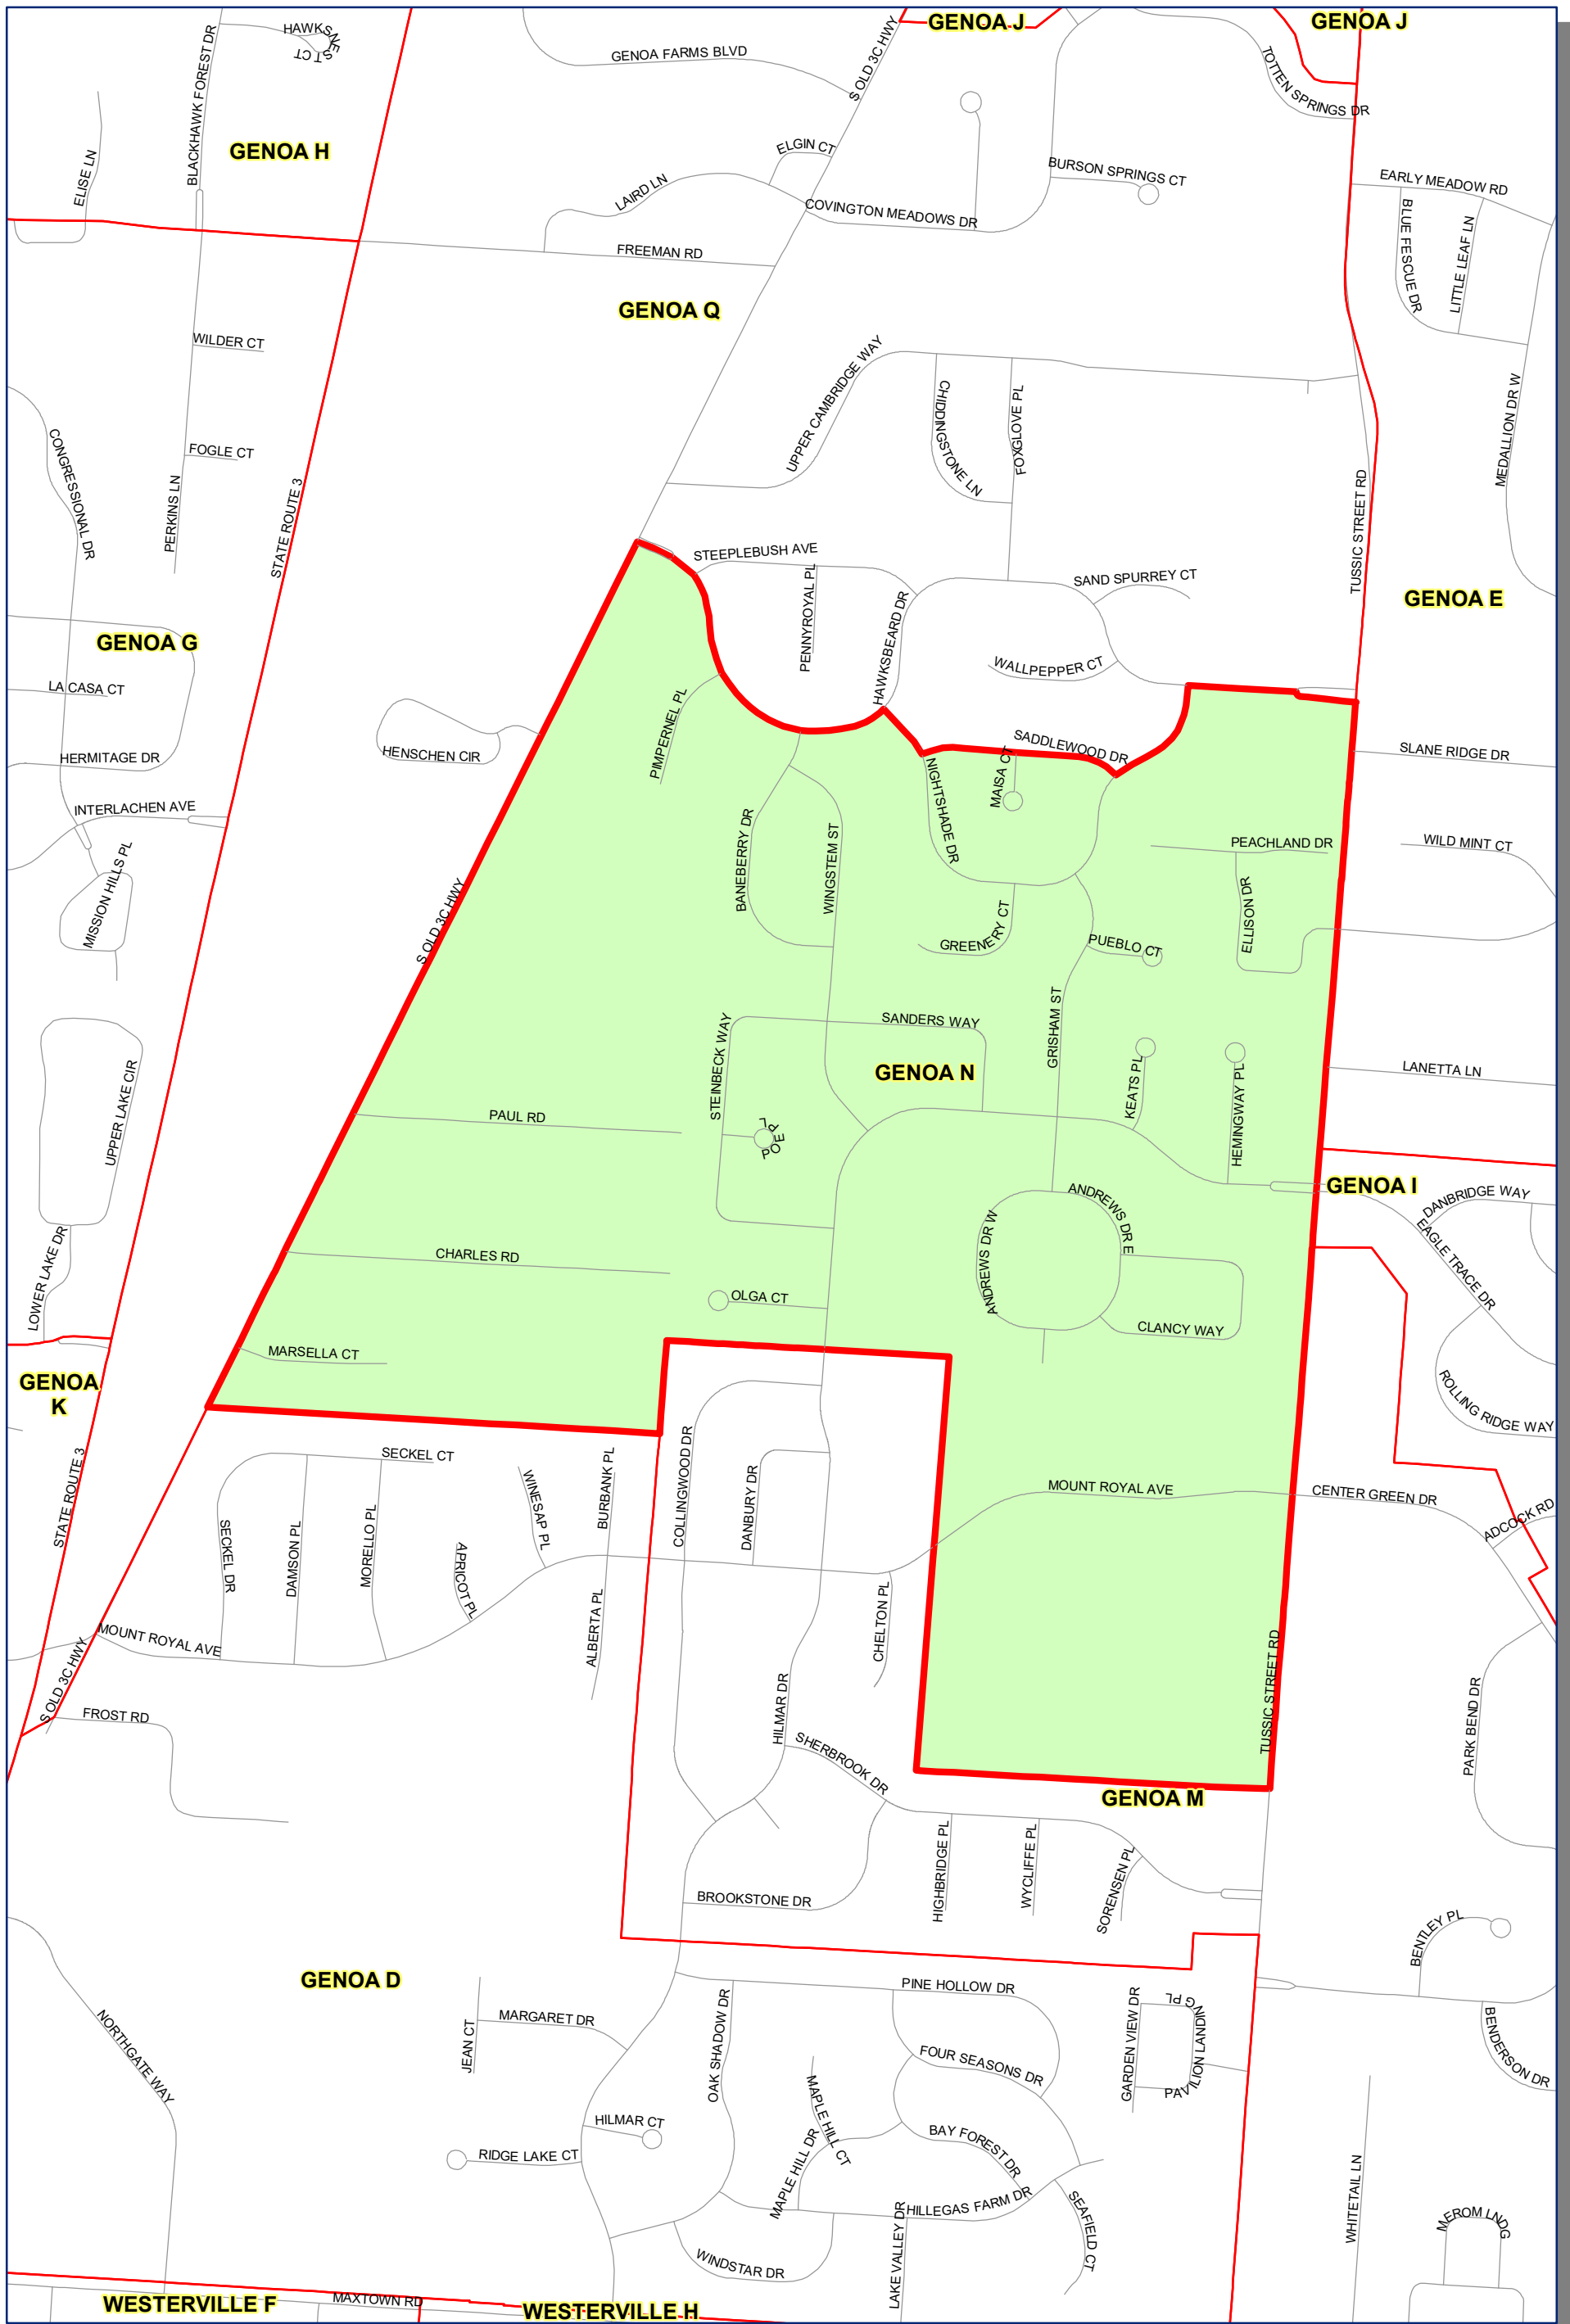 GENOA J
GENOA J
HAWKSNEST CT
BLACKHAWK FOREST DR
GENOA FARMS BLVD
S OLD 3C HWY
TOTTEN SPRINGS DR
ELISE LN
GENOA H
ELGIN CT
LAIRD LN
BURSON SPRINGS CT
EARLY MEADOW RD
COVINGTON MEADOWS DR
BLUE FESCUE DR
LITTLE LEAF LN
FREEMAN RD
GENOA Q
WILDER CT
UPPER CAMBRIDGE WAY
CHIDDINGSTONE LN
FOXGLOVE PL
MEDALLION DR W
CONGRESSIONAL DR
FOGLE CT
PERKINS LN
STATE ROUTE 3
TUSSIC STREET RD
STEEPLEBUSH AVE
PENNYROYAL PL
SAND SPURREY CT
HAWKSBEARD DR
GENOA E
GENOA G
WALLPEPPER CT
LA CASA CT
PIMPERNEL PL
HENSCHEN CIR
HERMITAGE DR
SADDLEWOOD DR
SLANE RIDGE DR
MAISA CT
NIGHTSHADE DR
INTERLACHEN AVE
BANEBERRY DR
WINGSTEM ST
PEACHLAND DR
WILD MINT CT
MISSION HILLS PL
S OLD 3C HWY
ELLISON DR
GREENERY CT
PUEBLO CT
SANDERS WAY
STEINBECK WAY
GRISHAM ST
GENOA N
KEATS PL
HEMINGWAY PL
LANETTA LN
UPPER LAKE CIR
PAUL RD
POE PL
GENOA I
DANBRIDGE WAY
ANDREWS DR E
ANDREWS DR W
EAGLE TRACE DR
LOWER LAKE DR
CHARLES RD
OLGA CT
CLANCY WAY
MARSELLA CT
GENOA
K
ROLLING RIDGE WAY
SECKEL CT
STATE ROUTE 3
WINESAP PL
BURBANK PL
COLLINGWOOD DR
DANBURY DR
MOUNT ROYAL AVE
CENTER GREEN DR
ADCOCK RD
SECKEL DR
DAMSON PL
MORELLO PL
APRICOT PL
ALBERTA PL
CHELTON PL
MOUNT ROYAL AVE
S OLD 3C HWY
FROST RD
HILMAR DR
TUSSIC STREET RD
PARK BEND DR
SHERBROOK DR
GENOA M
HIGHBRIDGE PL
WYCLIFFE PL
SORENSEN PL
BROOKSTONE DR
BENTLEY PL
GENOA D
PINE HOLLOW DR
NORTHGATE WAY
MARGARET DR
JEAN CT
OAK SHADOW DR
GARDEN VIEW DR
PAVILION LANDING PL
FOUR SEASONS DR
BENDERSON DR
MAPLE HILL CT
HILMAR CT
BAY FOREST DR
RIDGE LAKE CT
MAPLE HILL DR
HILLEGAS FARM DR
SEAFIELD CT
WHITETAIL LN
LAKE VALLEY DR
MEROM LNDG
WINDSTAR DR
MAXTOWN RD
WESTERVILLE F
WESTERVILLE H